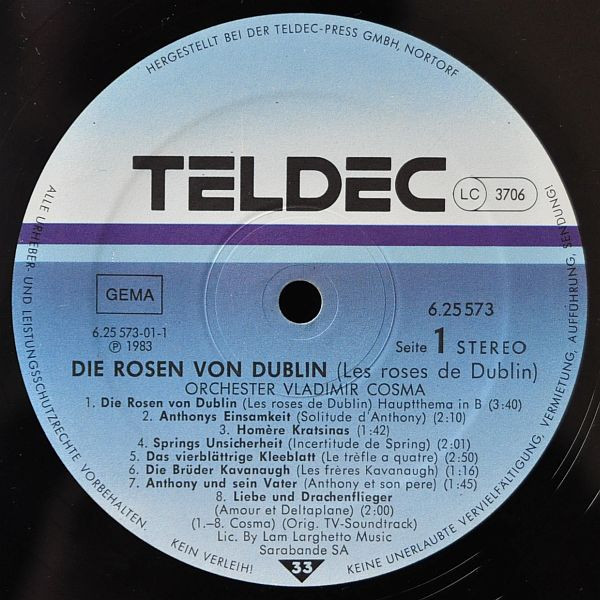 HERGESTELLT BEI DER TELDEC-PRESS GMBH, NORTORF
TELDEC
LC 3706
GEMA
6.25573
6.25 573-01-1
℗ 1983
Seite 1 STEREO
DIE ROSEN VON DUBLIN (Les roses de Dublin)
ORCHESTER VLADIMIR COSMA
1. Die Rosen von Dublin (Les roses de Dublin) Hauptthema in B (3:40)
2. Anthonys Einsamkeit (Solitude d'Anthony) (2:10)
3. Homère Kratsinas (1:42)
4. Springs Unsicherheit (Incertitude de Spring) (2:01)
5. Das vierblättrige Kleeblatt (Le trêfle a quatre) (2:50)
6. Die Brüder Kavanaugh (Les frères Kavanaugh) (1:16)
7. Anthony und sein Vater (Anthony et son pere) (1:45)
8. Liebe und Drachenflieger
(Amour et Deltaplane) (2:00)
(1.–8. Cosma) (Orig. TV-Soundtrack)
Lic. By Lam Larghetto Music
Sarabande SA
33
ALLE URHEBER- UND LEISTUNGSSCHUTZRECHTE VORBEHALTEN.
KEIN VERLEIH!
KEINE UNERLAUBTE VERVIELFÄLTIGUNG, VERMIETUNG, AUFFÜHRUNG, SENDUNG!